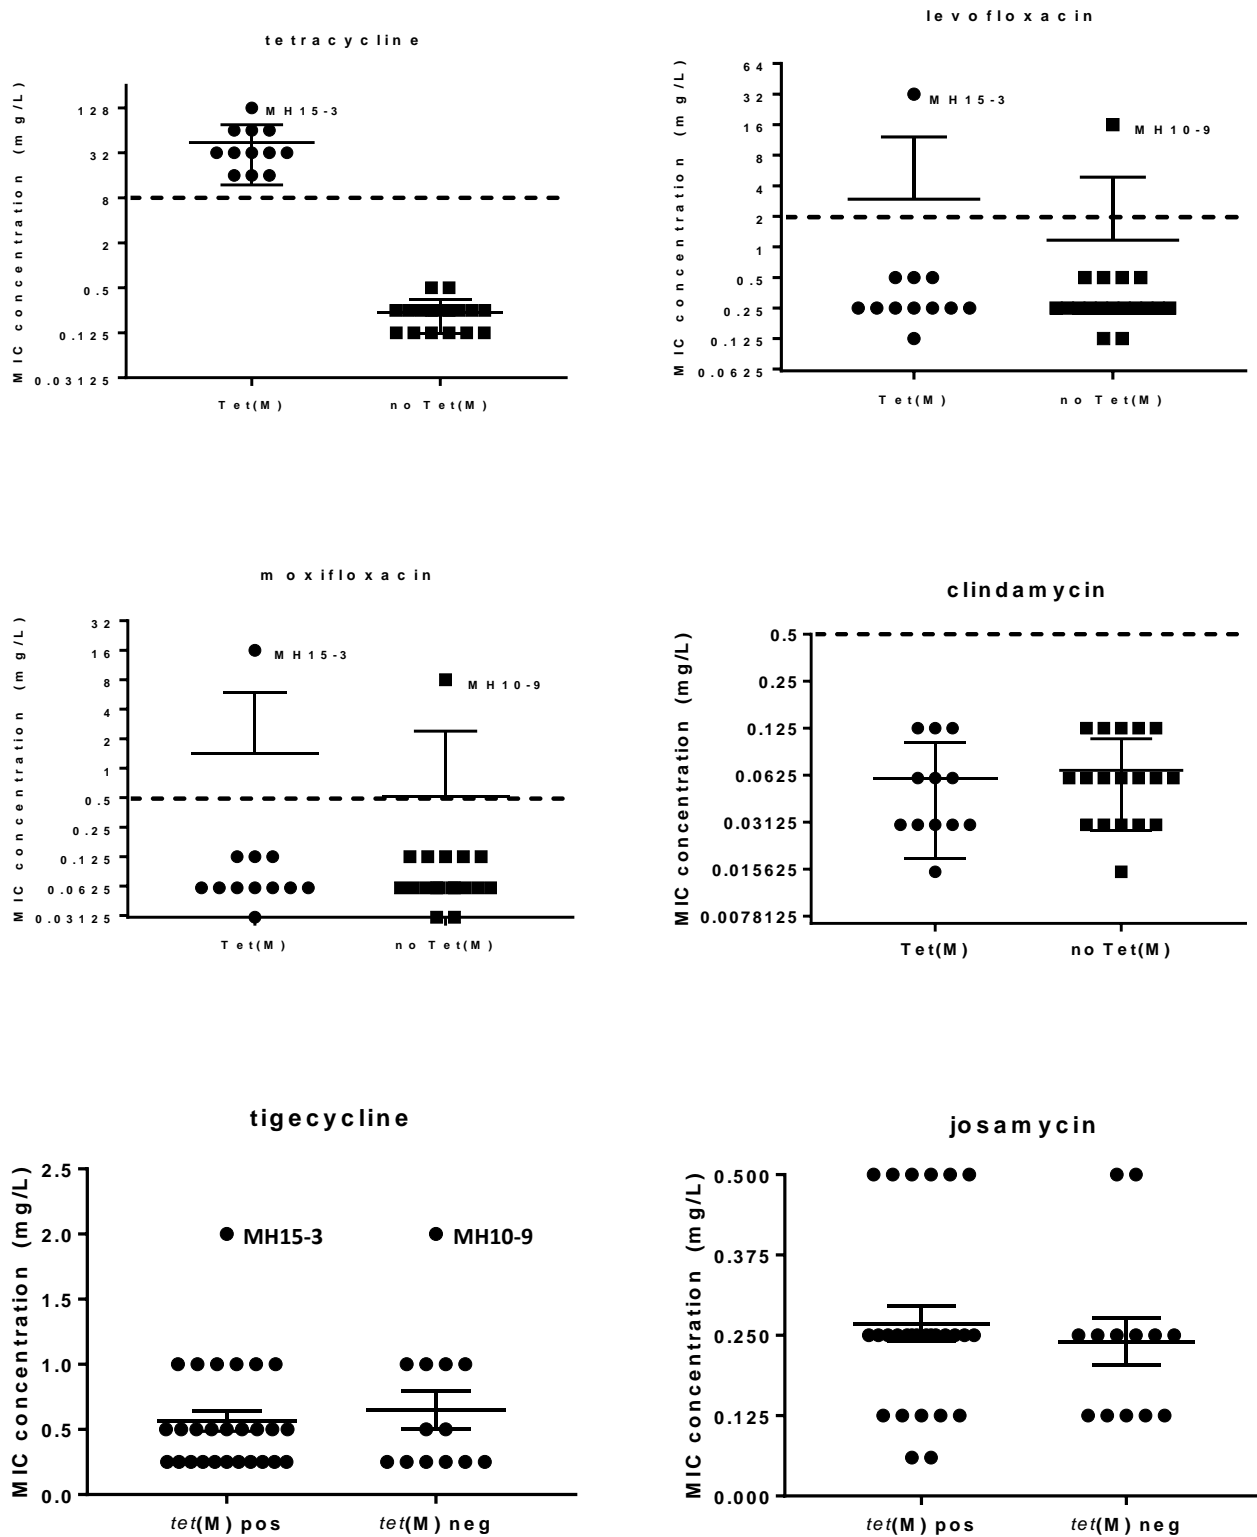 tetracycline
MIC concentration (mg/L)
128
32
8
2
0.5
0.125
0.03125
MH15-3
Tet(M)
no Tet(M)
levofloxacin
MIC concentration (mg/L)
64
32
16
8
4
2
1
0.5
0.25
0.125
0.0625
MH15-3
MH10-9
Tet(M)
no Tet(M)
moxifloxacin
MIC concentration (mg/L)
32
16
8
4
2
1
0.5
0.25
0.125
0.0625
0.03125
MH15-3
MH10-9
Tet(M)
no Tet(M)
clindamycin
MIC concentration (mg/L)
0.5
0.25
0.125
0.0625
0.03125
0.015625
0.0078125
Tet(M)
no Tet(M)
tigecycline
MIC concentration (mg/L)
2.5
2.0
1.5
1.0
0.5
0.0
MH15-3
MH10-9
tet(M) pos
tet(M) neg
josamycin
MIC concentration (mg/L)
0.500
0.375
0.250
0.125
0.000
tet(M) pos
tet(M) neg